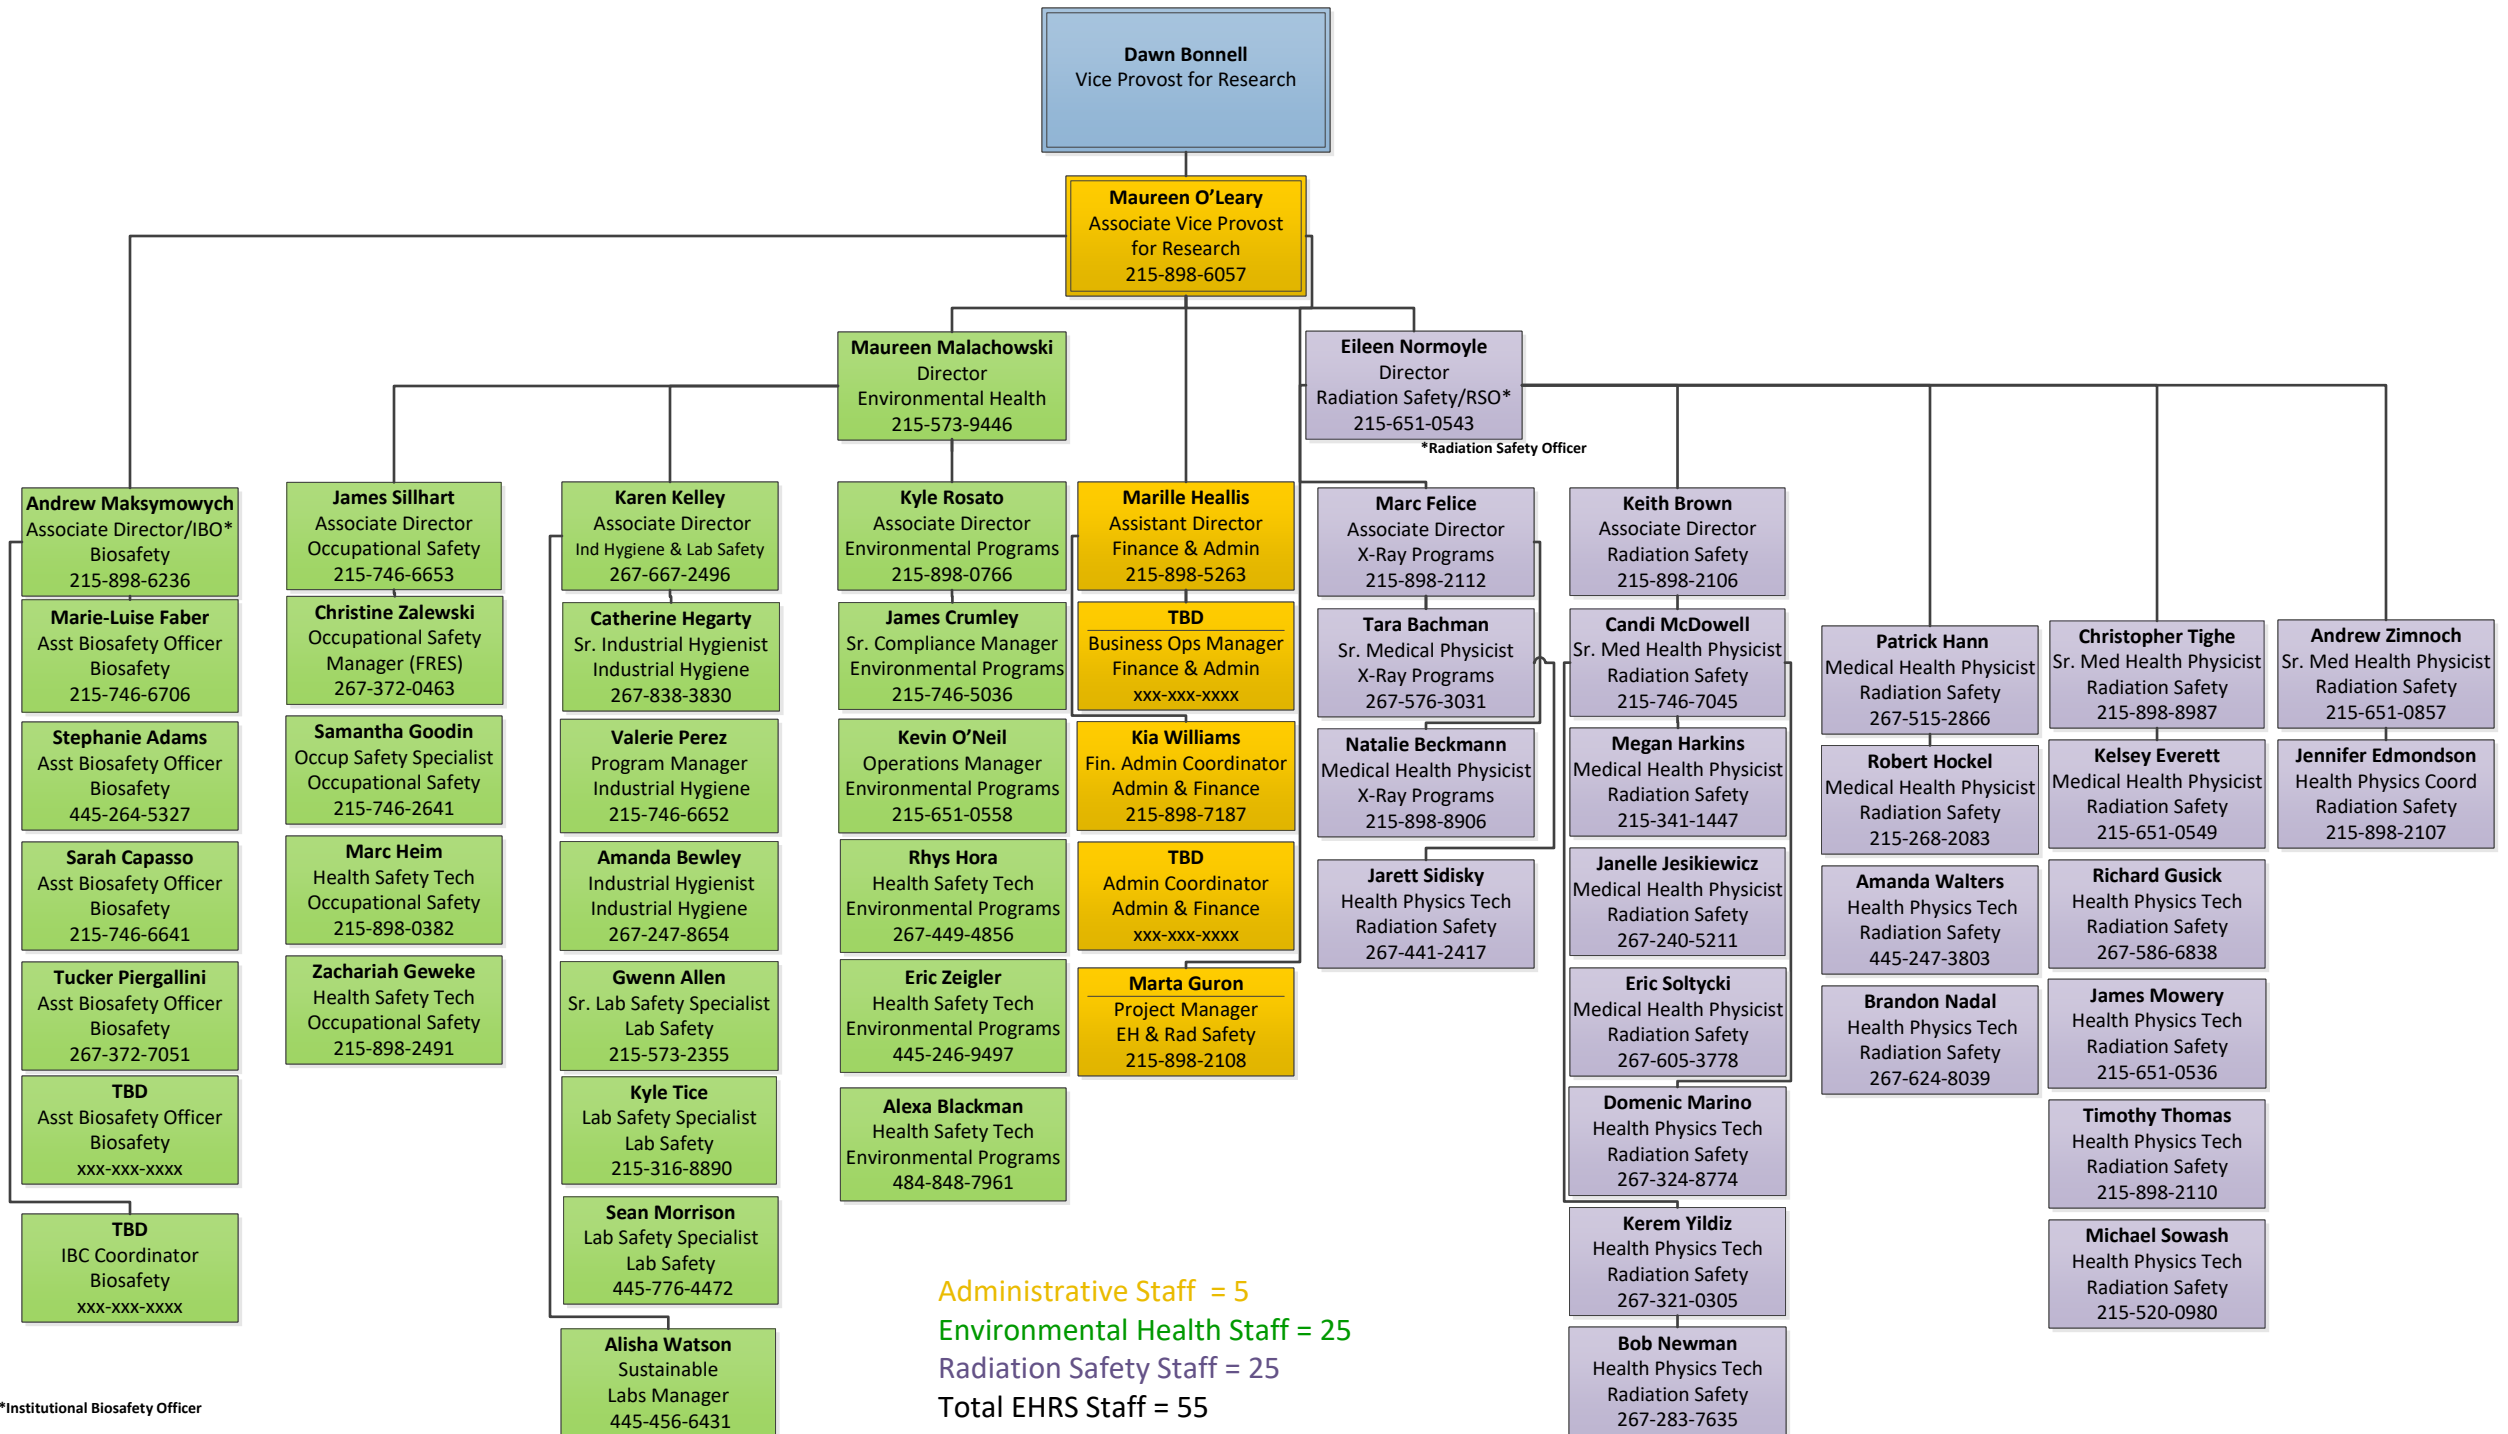 Dawn Bonnell
Vice Provost for Research
Maureen O’Leary
Associate Vice Provost
for Research
215-898-6057
Maureen Malachowski
Director
Environmental Health
215-573-9446
Eileen Normoyle
Director
Radiation Safety/RSO*
215-651-0543
*Radiation Safety Officer
Andrew Maksymowych
Associate Director/IBO*
Biosafety
215-898-6236
Marie-Luise Faber
Asst Biosafety Officer
Biosafety
215-746-6706
Stephanie Adams
Asst Biosafety Officer
Biosafety
445-264-5327
Sarah Capasso
Asst Biosafety Officer
Biosafety
215-746-6641
Tucker Piergallini
Asst Biosafety Officer
Biosafety
267-372-7051
TBD
Asst Biosafety Officer
Biosafety
xxx-xxx-xxxx
TBD
IBC Coordinator
Biosafety
xxx-xxx-xxxx
*Institutional Biosafety Officer
James Sillhart
Associate Director
Occupational Safety
215-746-6653
Christine Zalewski
Occupational Safety
Manager (FRES)
267-372-0463
Samantha Goodin
Occup Safety Specialist
Occupational Safety
215-746-2641
Marc Heim
Health Safety Tech
Occupational Safety
215-898-0382
Zachariah Geweke
Health Safety Tech
Occupational Safety
215-898-2491
Karen Kelley
Associate Director
Ind Hygiene & Lab Safety
267-667-2496
Catherine Hegarty
Sr. Industrial Hygienist
Industrial Hygiene
267-838-3830
Valerie Perez
Program Manager
Industrial Hygiene
215-746-6652
Amanda Bewley
Industrial Hygienist
Industrial Hygiene
267-247-8654
Gwenn Allen
Sr. Lab Safety Specialist
Lab Safety
215-573-2355
Kyle Tice
Lab Safety Specialist
Lab Safety
215-316-8890
Sean Morrison
Lab Safety Specialist
Lab Safety
445-776-4472
Alisha Watson
Sustainable
Labs Manager
445-456-6431
Kyle Rosato
Associate Director
Environmental Programs
215-898-0766
James Crumley
Sr. Compliance Manager
Environmental Programs
215-746-5036
Kevin O’Neil
Operations Manager
Environmental Programs
215-651-0558
Rhys Hora
Health Safety Tech
Environmental Programs
267-449-4856
Eric Zeigler
Health Safety Tech
Environmental Programs
445-246-9497
Alexa Blackman
Health Safety Tech
Environmental Programs
484-848-7961
Marille Heallis
Assistant Director
Finance & Admin
215-898-5263
TBD
Business Ops Manager
Finance & Admin
xxx-xxx-xxxx
Kia Williams
Fin. Admin Coordinator
Admin & Finance
215-898-7187
TBD
Admin Coordinator
Admin & Finance
xxx-xxx-xxxx
Marta Guron
Project Manager
EH & Rad Safety
215-898-2108
Marc Felice
Associate Director
X-Ray Programs
215-898-2112
Tara Bachman
Sr. Medical Physicist
X-Ray Programs
267-576-3031
Natalie Beckmann
Medical Health Physicist
X-Ray Programs
215-898-8906
Jarett Sidisky
Health Physics Tech
Radiation Safety
267-441-2417
Keith Brown
Associate Director
Radiation Safety
215-898-2106
Candi McDowell
Sr. Med Health Physicist
Radiation Safety
215-746-7045
Megan Harkins
Medical Health Physicist
Radiation Safety
215-341-1447
Janelle Jesikiewicz
Medical Health Physicist
Radiation Safety
267-240-5211
Eric Soltycki
Medical Health Physicist
Radiation Safety
267-605-3778
Domenic Marino
Health Physics Tech
Radiation Safety
267-324-8774
Kerem Yildiz
Health Physics Tech
Radiation Safety
267-321-0305
Bob Newman
Health Physics Tech
Radiation Safety
267-283-7635
Patrick Hann
Medical Health Physicist
Radiation Safety
267-515-2866
Robert Hockel
Medical Health Physicist
Radiation Safety
215-268-2083
Amanda Walters
Health Physics Tech
Radiation Safety
445-247-3803
Brandon Nadal
Health Physics Tech
Radiation Safety
267-624-8039
Christopher Tighe
Sr. Med Health Physicist
Radiation Safety
215-898-8987
Kelsey Everett
Medical Health Physicist
Radiation Safety
215-651-0549
Richard Gusick
Health Physics Tech
Radiation Safety
267-586-6838
James Mowery
Health Physics Tech
Radiation Safety
215-651-0536
Timothy Thomas
Health Physics Tech
Radiation Safety
215-898-2110
Michael Sowash
Health Physics Tech
Radiation Safety
215-520-0980
Andrew Zimnoch
Sr. Med Health Physicist
Radiation Safety
215-651-0857
Jennifer Edmondson
Health Physics Coord
Radiation Safety
215-898-2107
Administrative Staff = 5
Environmental Health Staff = 25
Radiation Safety Staff = 25
Total EHRS Staff = 55